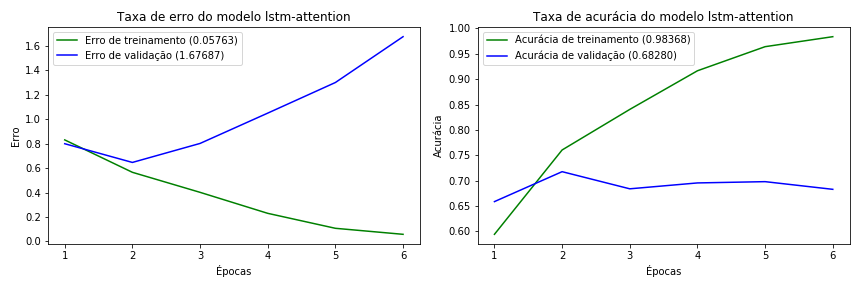 Taxa de erro do modelo lstm-attention
Erro de treinamento (0.05763)
Erro de validação (1.67687)
1.6
1.4
1.2
1.0
0.8
0.6
0.4
0.2
0.0
Erro
1 2 3 4 5 6
Épocas
Taxa de acurácia do modelo lstm-attention
Acurácia de treinamento (0.98368)
Acurácia de validação (0.68280)
1.00
0.95
0.90
0.85
0.80
0.75
0.70
0.65
0.60
Acurácia
1 2 3 4 5 6
Épocas